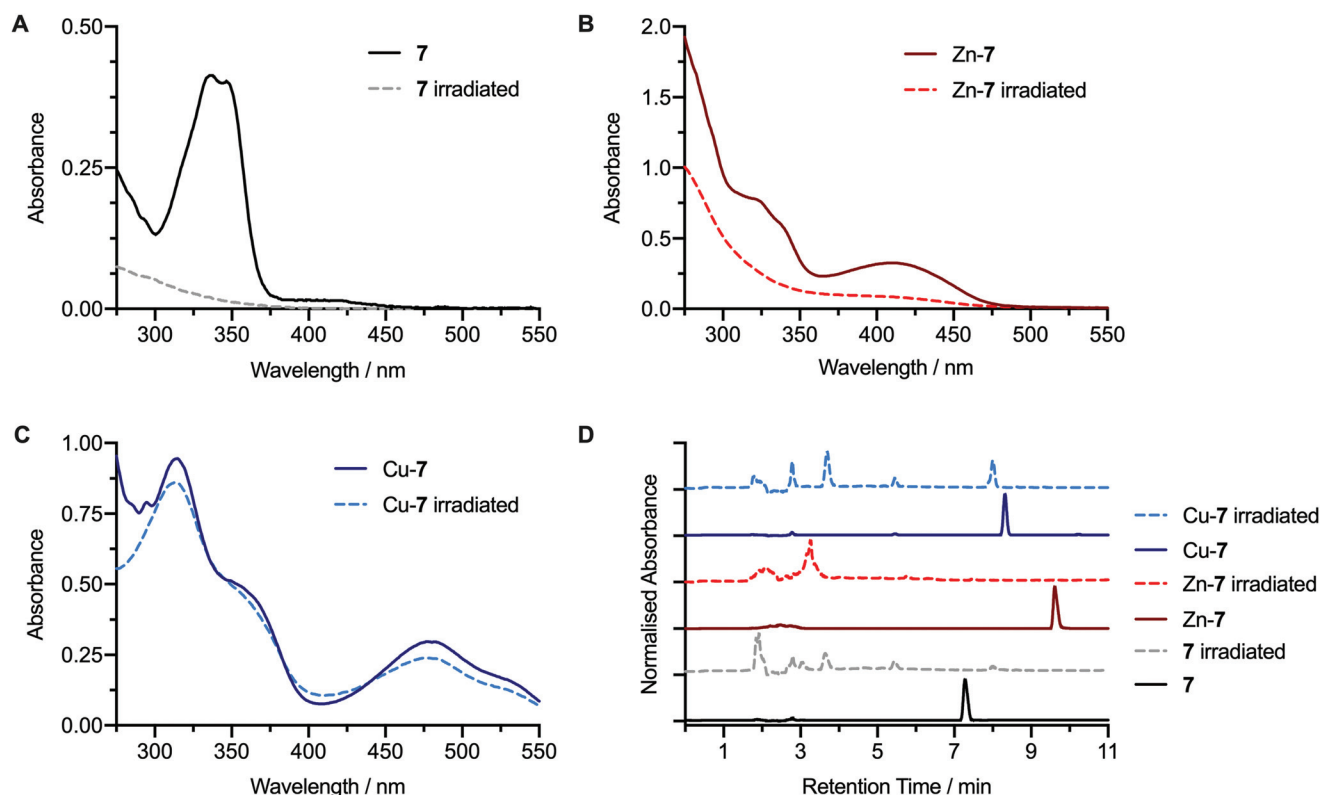 A
0.50
0.25
0.00
Absorbance
7
7 irradiated
300 350 400 450 500 550
Wavelength / nm
B
2.0
1.5
1.0
0.5
0.0
Absorbance
Zn-7
Zn-7 irradiated
300 350 400 450 500 550
Wavelength / nm
C
1.00
0.75
0.50
0.25
0.00
Absorbance
Cu-7
Cu-7 irradiated
300 350 400 450 500 550
Wavelength / nm
D
Normalised Absorbance
1 3 5 7 9 11
Retention Time / min
Cu-7 irradiated
Cu-7
Zn-7 irradiated
Zn-7
7 irradiated
7